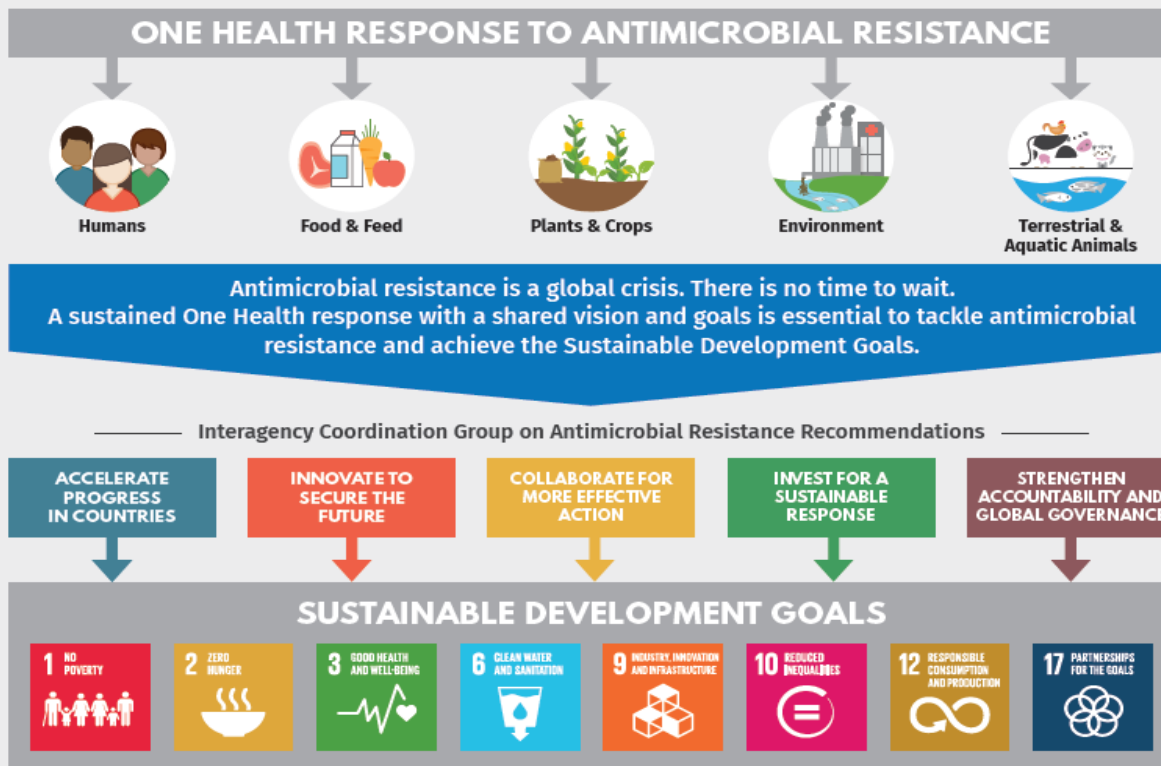 ONE HEALTH RESPONSE TO ANTIMICROBIAL RESISTANCE
Humans
Food & Feed
Plants & Crops
Environment
Terrestrial &
Aquatic Animals
Antimicrobial resistance is a global crisis. There is no time to wait.
A sustained One Health response with a shared vision and goals is essential to tackle antimicrobial
resistance and achieve the Sustainable Development Goals.
Interagency Coordination Group on Antimicrobial Resistance Recommendations
ACCELERATE
PROGRESS
IN COUNTRIES
INNOVATE TO
SECURE THE
FUTURE
COLLABORATE FOR
MORE EFFECTIVE
ACTION
INVEST FOR A
SUSTAINABLE
RESPONSE
STRENGTHEN
ACCOUNTABILITY AND
GLOBAL GOVERNANCE
SUSTAINABLE DEVELOPMENT GOALS
1 NO
POVERTY
2 ZERO
HUNGER
3 GOOD HEALTH
AND WELL-BEING
6 CLEAN WATER
AND SANITATION
9 INDUSTRY, INNOVATION
AND INFRASTRUCTURE
10 REDUCED
INEQUALITIES
12 RESPONSIBLE
CONSUMPTION
AND PRODUCTION
17 PARTNERSHIPS
FOR THE GOALS